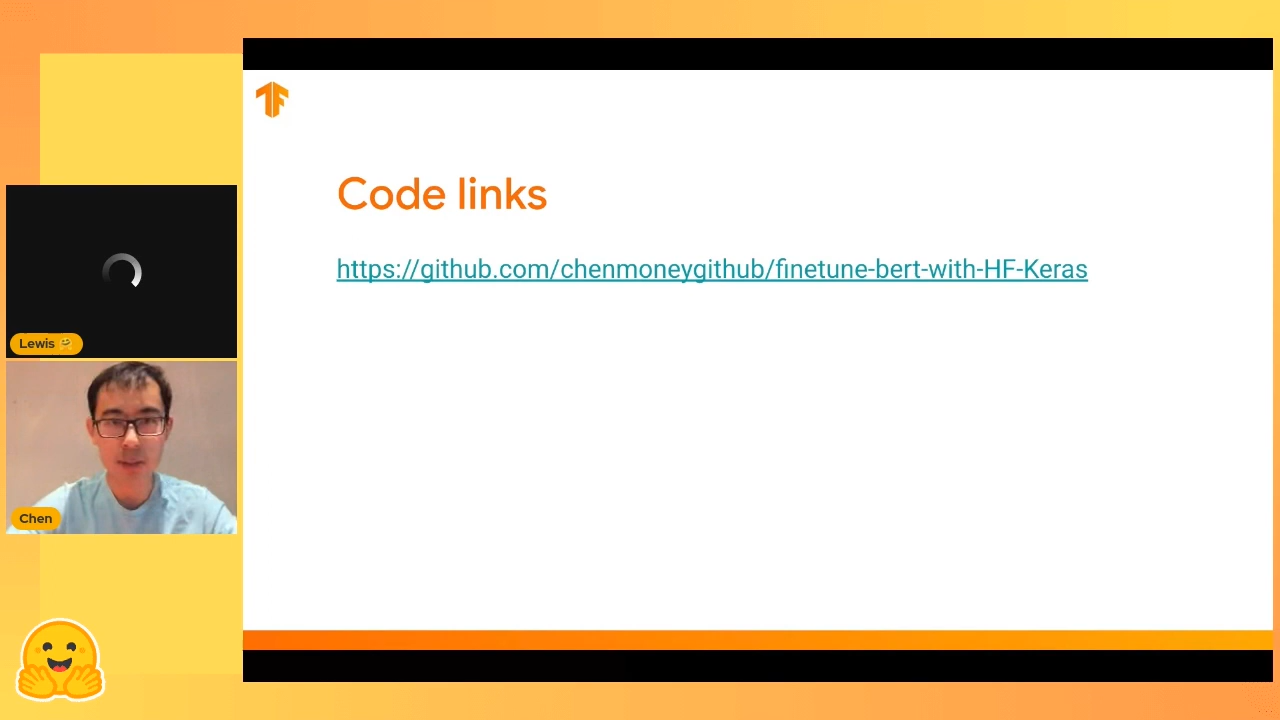 Code links
https://github.com/chenmoneygithub/finetune-bert-with-HF-Keras
Lewis 🤗
Chen